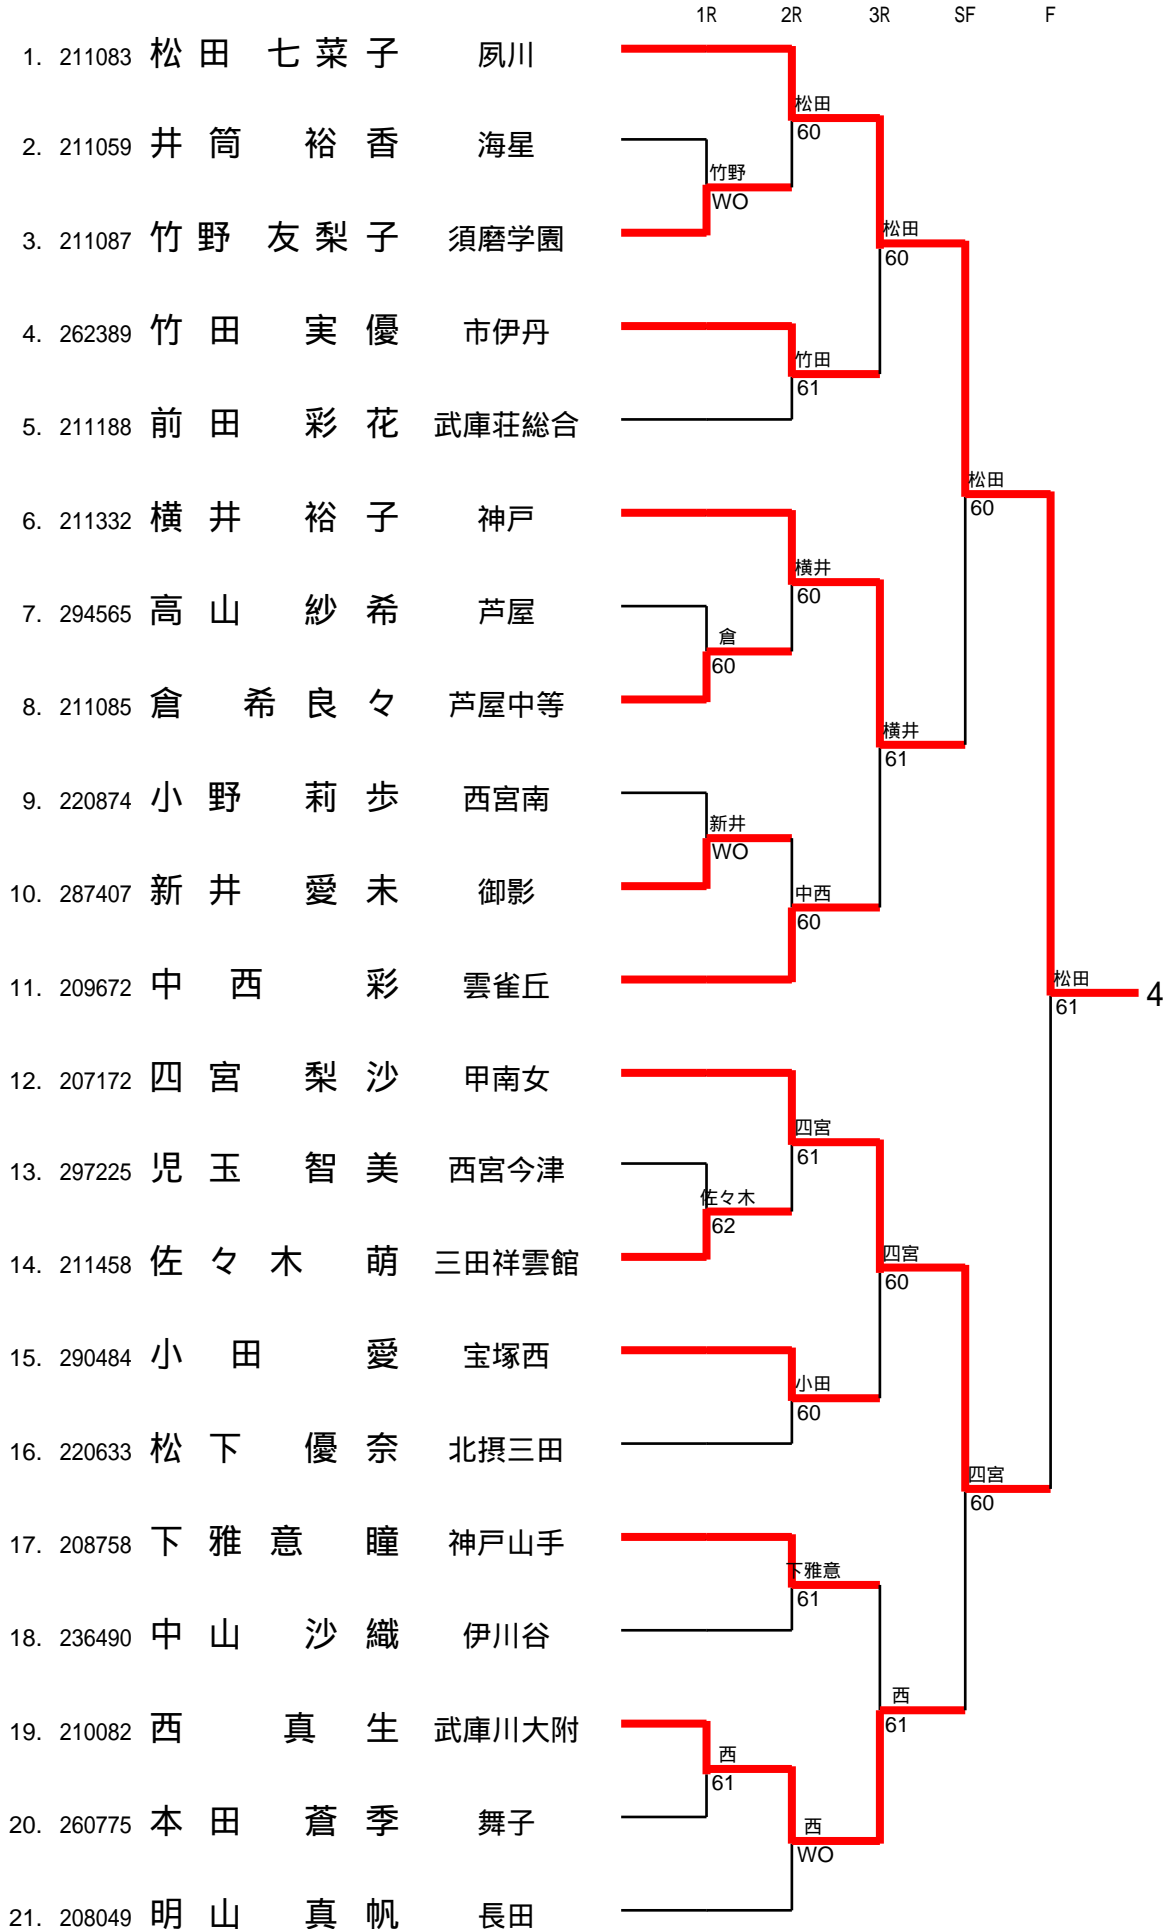 1R 2R 3R SF F
1. 211083 松田 七菜子 夙川
松田
60
2. 211059 井筒 裕香 海星
竹野
WO
3. 211087 竹野 友梨子 須磨学園
松田
60
4. 262389 竹田 実優 市伊丹
竹田
61
5. 211188 前田 彩花 武庫荘総合
松田
60
6. 211332 横井 裕子 神戸
横井
60
7. 294565 高山 紗希 芦屋
倉
60
8. 211085 倉 希良々 芦屋中等
横井
61
9. 220874 小野 莉歩 西宮南
新井
WO
10. 287407 新井 愛未 御影
中西
60
11. 209672 中西 彩 雲雀丘
松田
61
4
12. 207172 四宮 梨沙 甲南女
四宮
61
13. 297225 児玉 智美 西宮今津
佐々木
62
14. 211458 佐々木 萌 三田祥雲館
四宮
60
15. 290484 小田 愛 宝塚西
小田
60
16. 220633 松下 優奈 北摂三田
四宮
60
17. 208758 下雅意 瞳 神戸山手
下雅意
61
18. 236490 中山 沙織 伊川谷
西
61
19. 210082 西 真生 武庫川大附
西
61
20. 260775 本田 蒼季 舞子
西
WO
21. 208049 明山 真帆 長田